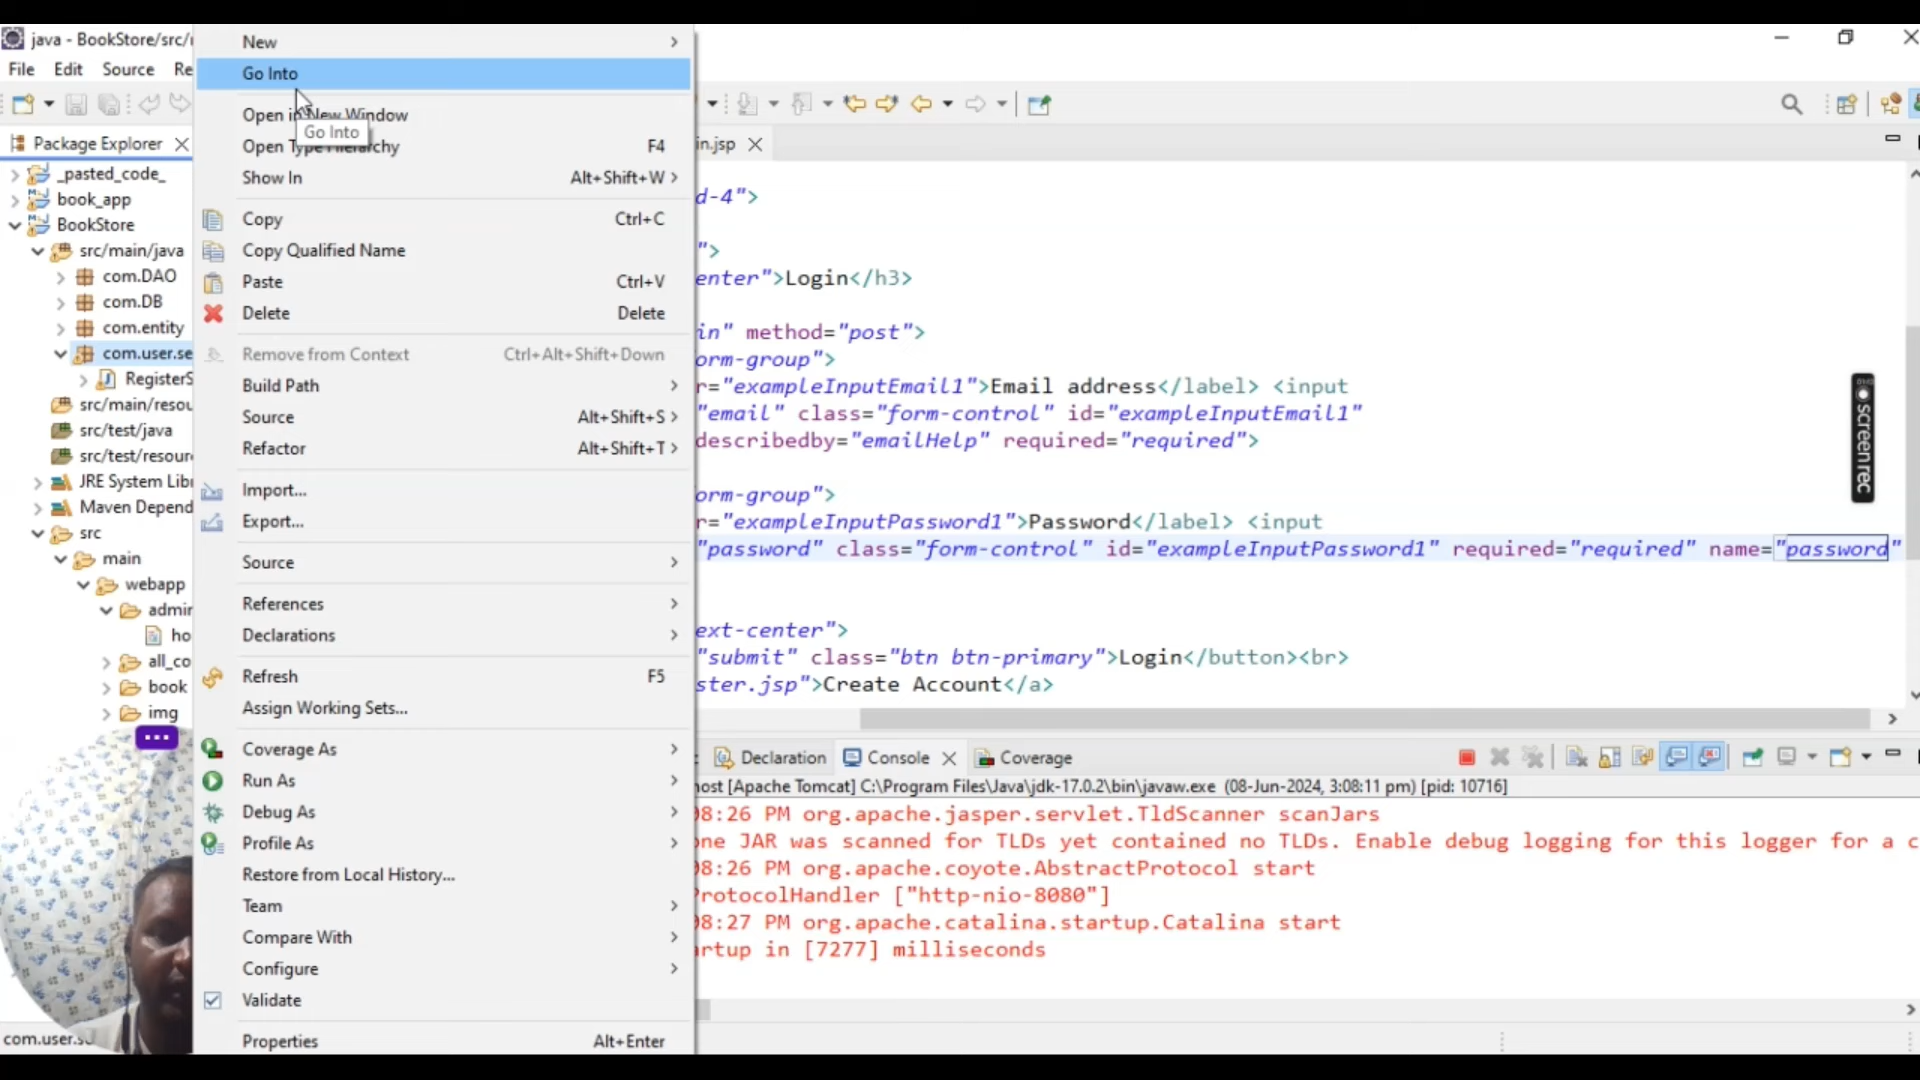 java - BookStore/src/
File Edit Source Re
Package Explorer
_pasted_code_
book_app
BookStore
src/main/java
com.DAO
com.DB
com.entity
com.user.se
RegisterS
src/main/resou
src/test/java
src/test/resour
JRE System Lib
Maven Depend
src
main
webapp
admin
ho
all_co
book
img
com.user.s
New
Go Into
Open in New Window
Go Into
Open Type Hierarchy F4
Show In Alt+Shift+W
Copy Ctrl+C
Copy Qualified Name
Paste Ctrl+V
Delete Delete
Remove from Context Ctrl+Alt+Shift+Down
Build Path
Source Alt+Shift+S
Refactor Alt+Shift+T
Import...
Export...
Source
References
Declarations
Refresh F5
Assign Working Sets...
Coverage As
Run As
Debug As
Profile As
Restore from Local History...
Team
Compare With
Configure
Validate
Properties Alt+Enter
in.jsp
d-4">
">
enter">Login</h3>
in" method="post">
orm-group">
r="exampleInputEmail1">Email address</label> <input
"email" class="form-control" id="exampleInputEmail1"
describedby="emailHelp" required="required">
orm-group">
r="exampleInputPassword1">Password</label> <input
"password" class="form-control" id="exampleInputPassword1" required="required" name="password"
ext-center">
"submit" class="btn btn-primary">Login</button><br>
ster.jsp">Create Account</a>
screenrec
Declaration Console Coverage
ost [Apache Tomcat] C:\Program Files\Java\jdk-17.0.2\bin\javaw.exe (08-Jun-2024, 3:08:11 pm) [pid: 10716]
08:26 PM org.apache.jasper.servlet.TldScanner scanJars
one JAR was scanned for TLDs yet contained no TLDs. Enable debug logging for this logger for a c
08:26 PM org.apache.coyote.AbstractProtocol start
ProtocolHandler ["http-nio-8080"]
08:27 PM org.apache.catalina.startup.Catalina start
artup in [7277] milliseconds